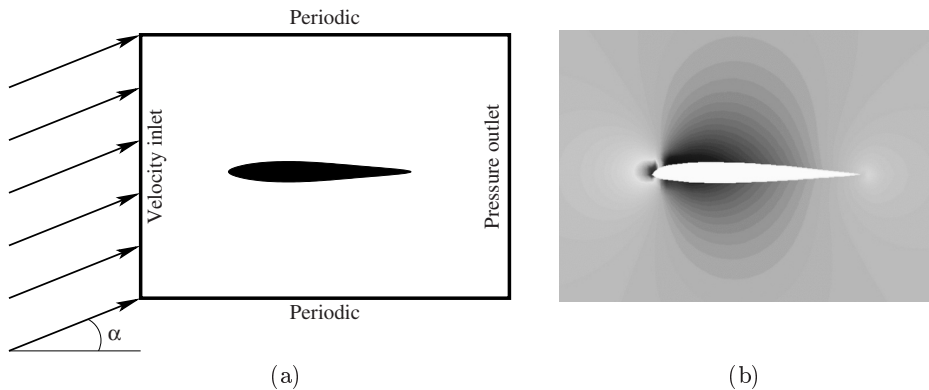 Periodic
Velocity inlet
Pressure outlet
Periodic
α
(a)
(b)